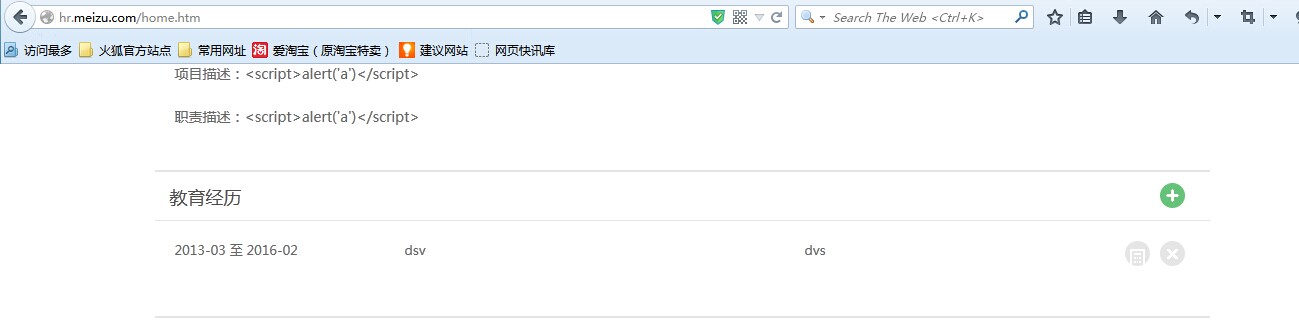 hr.meizu.com/home.htm Search The Web <Ctrl+K>
访问最多 火狐官方站点 常用网址 淘 爱淘宝（原淘宝特卖） 建议网站 网页快讯库
项目描述：<script>alert('a')</script>
职责描述：<script>alert('a')</script>
教育经历
2013-03 至 2016-02 dsv dvs